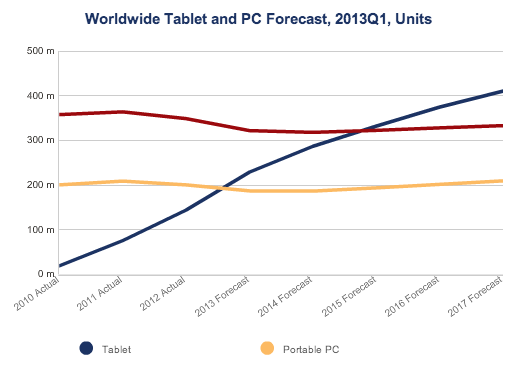 Worldwide Tablet and PC Forecast, 2013Q1, Units
500 m
400 m
300 m
200 m
100 m
0 m
2010 Actual
2011 Actual
2012 Actual
2013 Forecast
2014 Forecast
2015 Forecast
2016 Forecast
2017 Forecast
Tablet
Portable PC